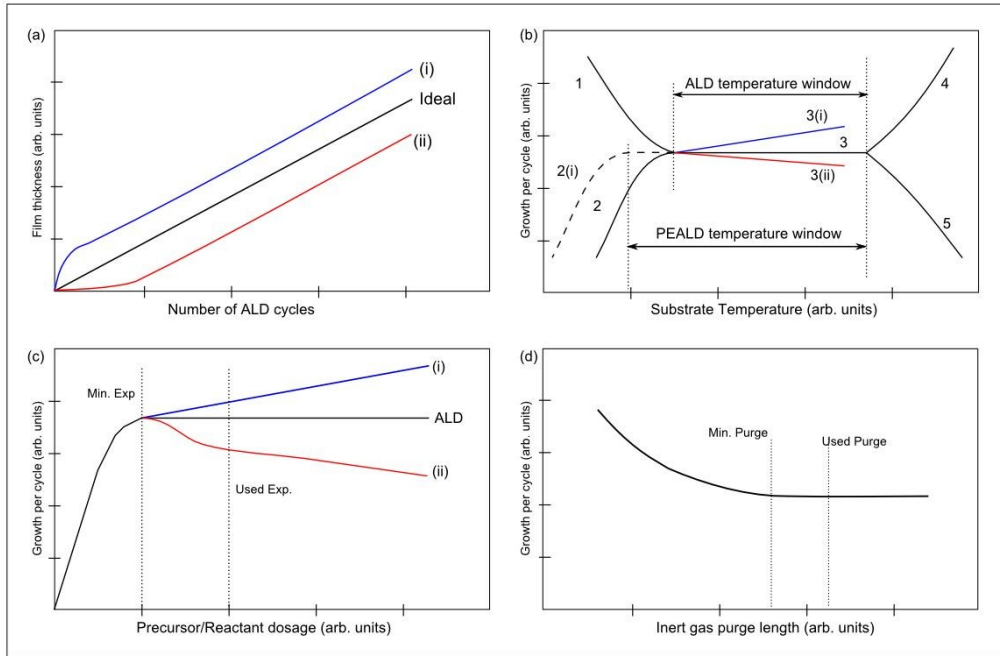 (a)
(i)
Ideal
(ii)
Film thickness (arb. units)
Number of ALD cycles
(b)
1
4
ALD temperature window
3(i)
3
2(i)
3(ii)
2
5
PEALD temperature window
Growth per cycle (arb. units)
Substrate Temperature (arb. units)
(c)
(i)
Min. Exp
ALD
(ii)
Used Exp.
Growth per cycle (arb. units)
Precursor/Reactant dosage (arb. units)
(d)
Min. Purge
Used Purge
Growth per cycle (arb. units)
Inert gas purge length (arb. units)